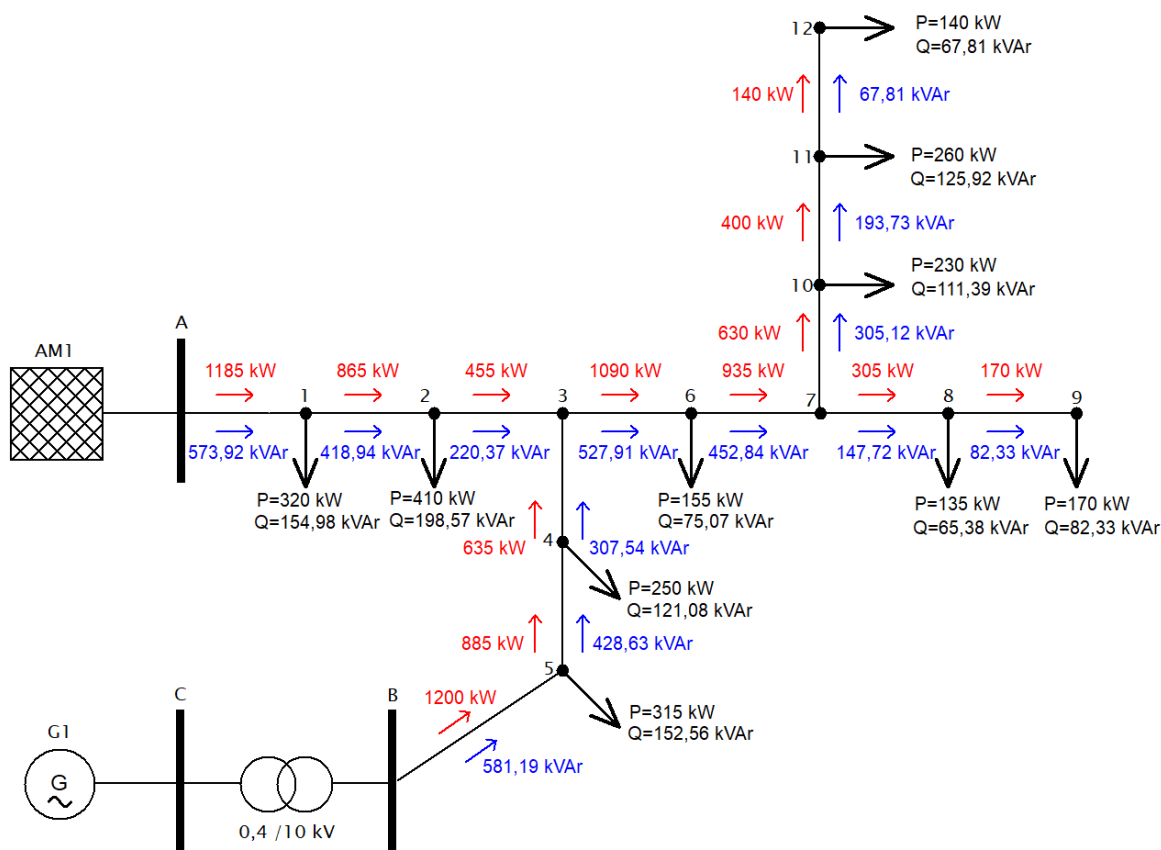 12
P=140 kW
Q=67,81 kVAr
140 kW
67,81 kVAr
11
P=260 kW
Q=125,92 kVAr
400 kW
193,73 kVAr
10
P=230 kW
Q=111,39 kVAr
630 kW
305,12 kVAr
AM1
A
1185 kW
865 kW
455 kW
1090 kW
935 kW
305 kW
170 kW
1
2
3
6
7
8
9
573,92 kVAr
418,94 kVAr
220,37 kVAr
527,91 kVAr
452,84 kVAr
147,72 kVAr
82,33 kVAr
P=320 kW
Q=154,98 kVAr
P=410 kW
Q=198,57 kVAr
P=155 kW
Q=75,07 kVAr
P=135 kW
Q=65,38 kVAr
P=170 kW
Q=82,33 kVAr
635 kW
307,54 kVAr
4
P=250 kW
Q=121,08 kVAr
885 kW
428,63 kVAr
5
P=315 kW
Q=152,56 kVAr
C
B
1200 kW
581,19 kVAr
G1
G
0,4 /10 kV